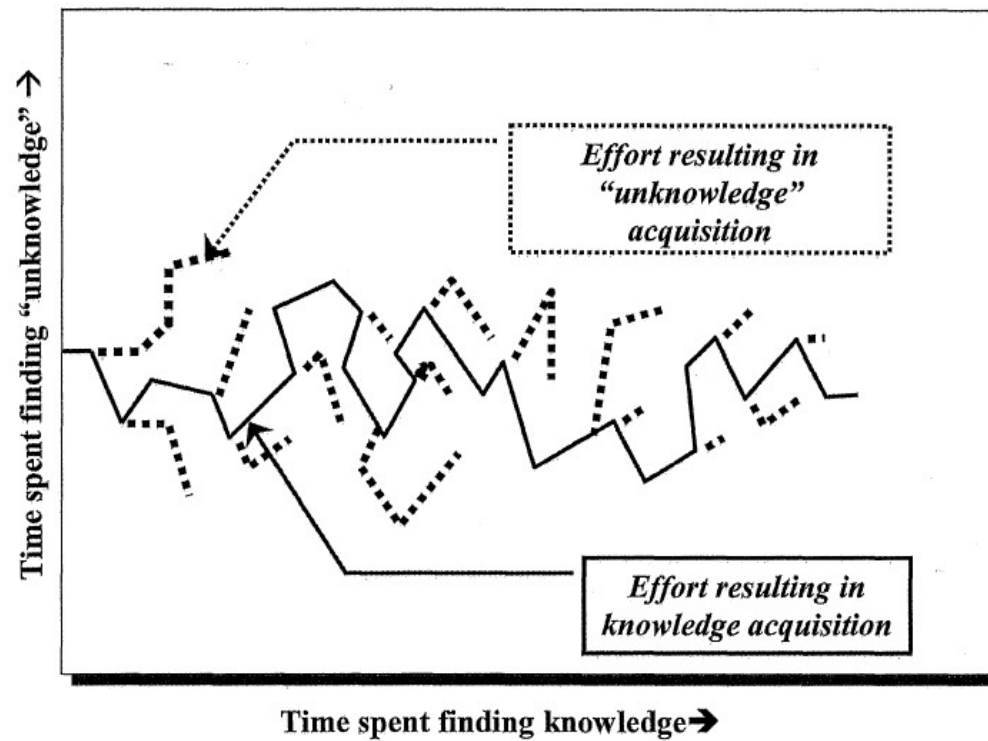 Time spent finding “unknowledge” →
Effort resulting in
“unknowledge”
acquisition
Effort resulting in
knowledge acquisition
Time spent finding knowledge→